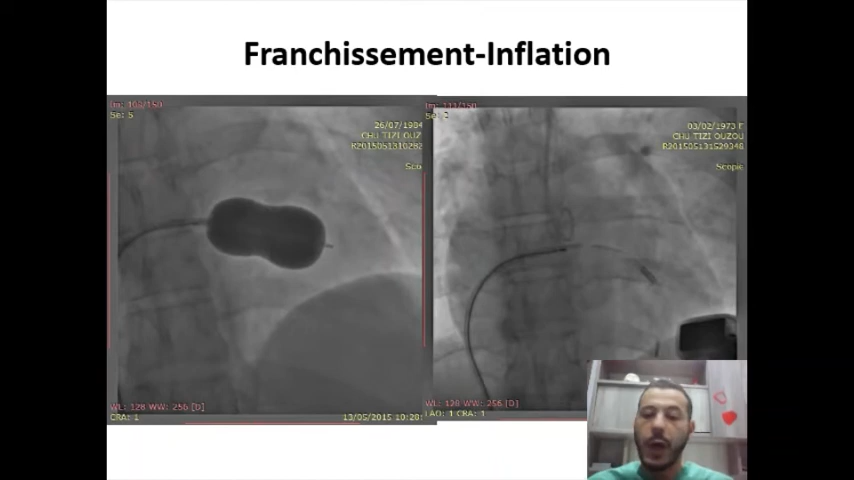 Franchissement-Inflation
Se: 5
26/07/1984
CHU TIZI OUZ
R20150513102
Sco
WL: 128 WW: 256 [D]
CRA: 1
13/05/2015 10:28:
Se: 2
03/02/1973 F
CHU TIZI OUZOU
Scopie
WL: 128 WW: 256 [D]
LAO: 1 CRA: 1